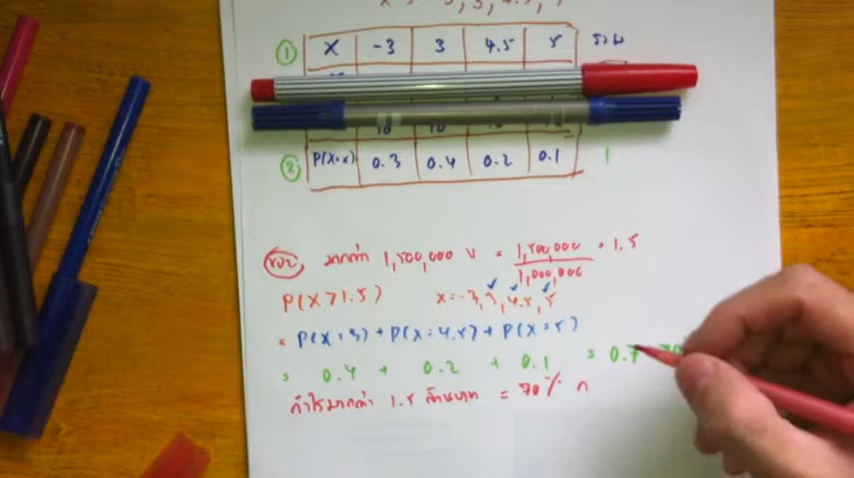 ① X -3 3 4.5 5 รวม
② P(X=x) 0.3 0.4 0.2 0.1 1
มากกว่า 1,500,000 บ = 1,500,000 / 1,000,000 = 1.5
P(X>1.5) x=-3,3,4.5,5
= P(X=3)+P(X=4.5)+P(X=5)
= 0.4 + 0.2 + 0.1 = 0.7
กำไรมากกว่า 1.5 ล้านบาท = 70%